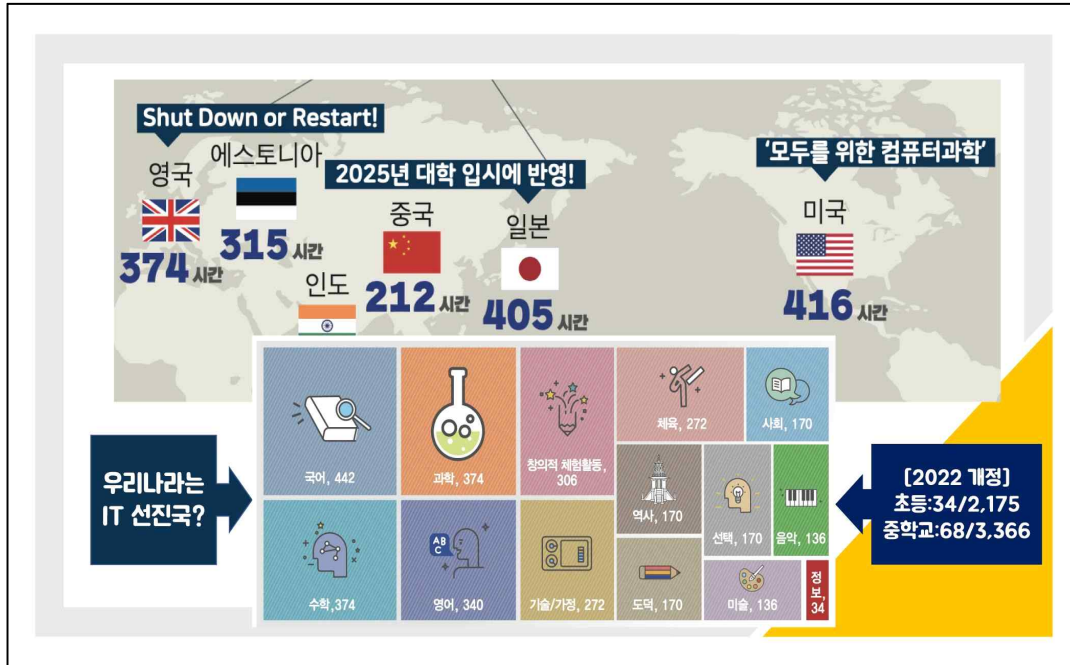 Shut Down or Restart!
영국
374 시간
에스토니아
315 시간
인도
2025년 대학 입시에 반영!
중국
212 시간
일본
405 시간
'모두를 위한 컴퓨터과학'
미국
416 시간
우리나라는
IT 선진국?
국어, 442
과학, 374
창의적 체험활동,
306
체육, 272
사회, 170
역사, 170
선택, 170
음악, 136
수학,374
AB
C
영어, 340
기술/가정, 272
도덕, 170
미술, 136
정
보,
34
[2022 개정]
초등:34/2,175
중학교:68/3,366